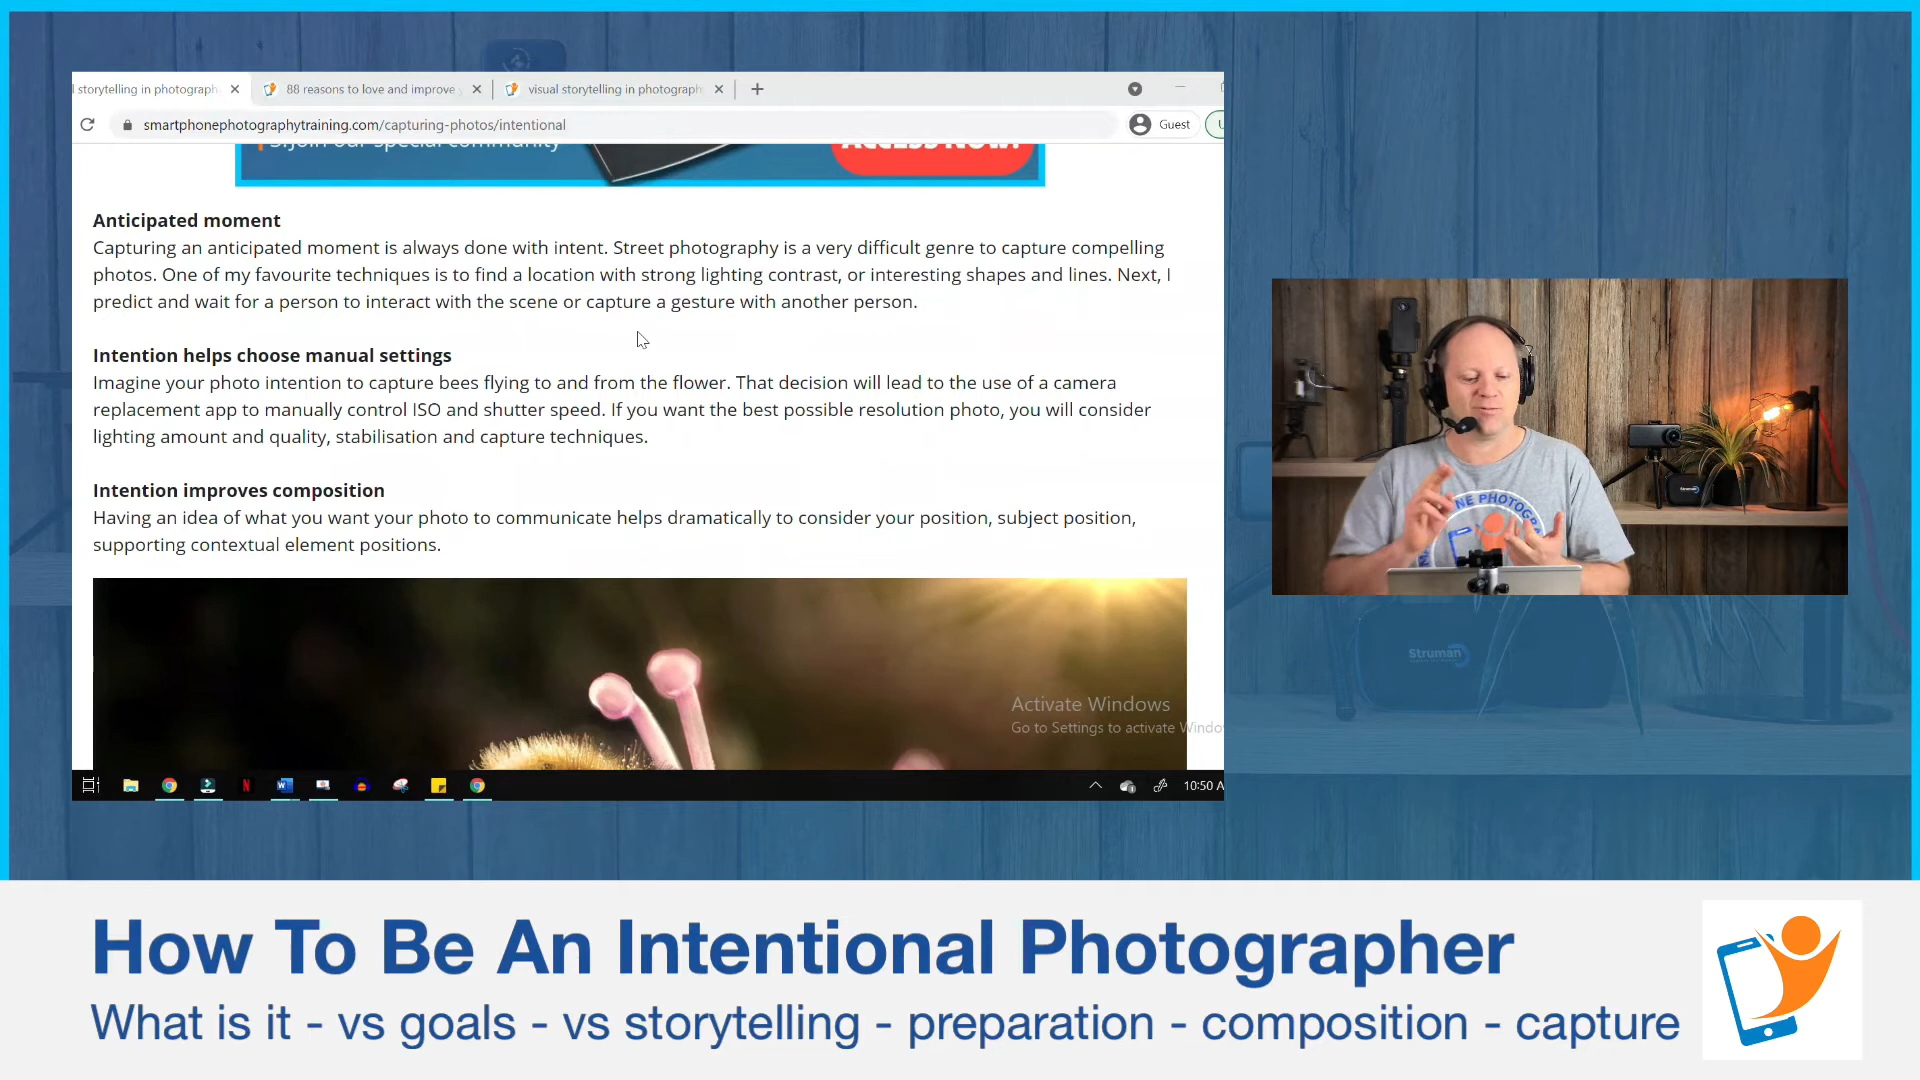 l storytelling in photograph
88 reasons to love and improve
visual storytelling in photograph
smartphonephotographytraining.com/capturing-photos/intentional
Guest
U
ACCESS NOW!
Anticipated moment
Capturing an anticipated moment is always done with intent. Street photography is a very difficult genre to capture compelling
photos. One of my favourite techniques is to find a location with strong lighting contrast, or interesting shapes and lines. Next, I
predict and wait for a person to interact with the scene or capture a gesture with another person.
Intention helps choose manual settings
Imagine your photo intention to capture bees flying to and from the flower. That decision will lead to the use of a camera
replacement app to manually control ISO and shutter speed. If you want the best possible resolution photo, you will consider
lighting amount and quality, stabilisation and capture techniques.
Intention improves composition
Having an idea of what you want your photo to communicate helps dramatically to consider your position, subject position,
supporting contextual element positions.
Activate Windows
Go to Settings to activate Windo
10:50 A
NE PHOTOGR
Struman
How To Be An Intentional Photographer
What is it - vs goals - vs storytelling - preparation - composition - capture